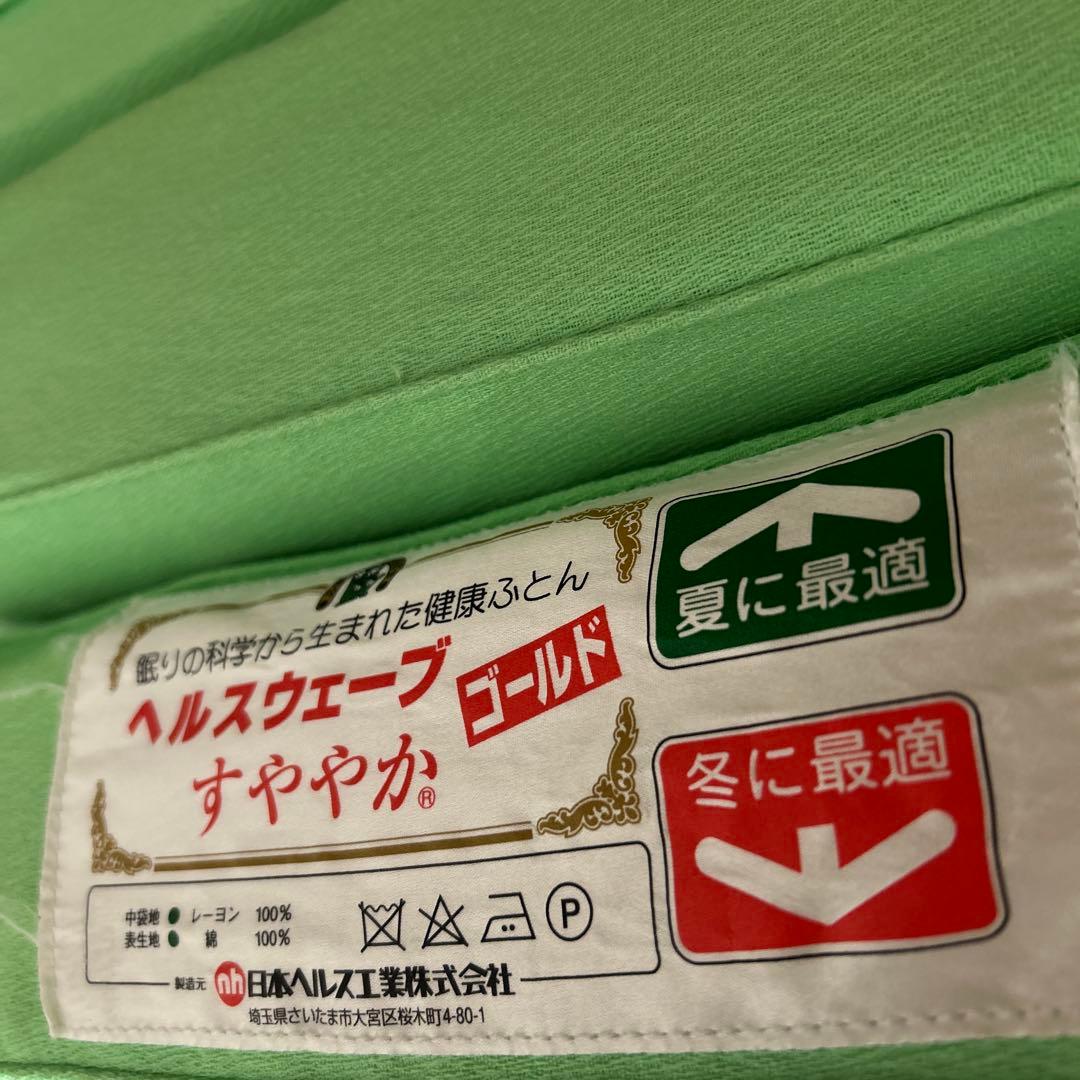 眠りの科学から生まれた健康ふとん
ヘルスウェーブ ゴールド
すややか®
夏に最適
冬に最適
中袋地 ● レーヨン 100%
表生地 ● 綿 100%
P
製造元 nh 日本ヘルス工業株式会社
埼玉県さいたま市大宮区桜木町4-80-1